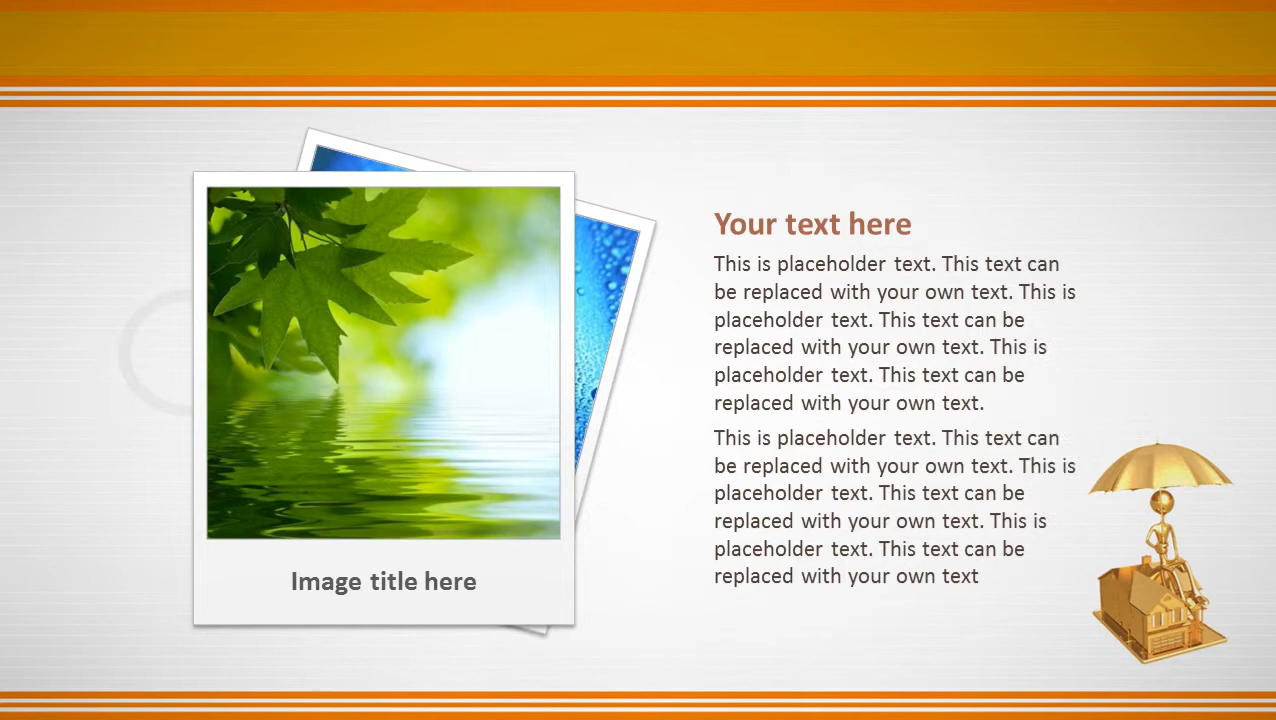 Your text here
This is placeholder text. This text can
be replaced with your own text. This is
placeholder text. This text can be
replaced with your own text. This is
placeholder text. This text can be
replaced with your own text.
This is placeholder text. This text can
be replaced with your own text. This is
placeholder text. This text can be
replaced with your own text. This is
placeholder text. This text can be
replaced with your own text
Image title here